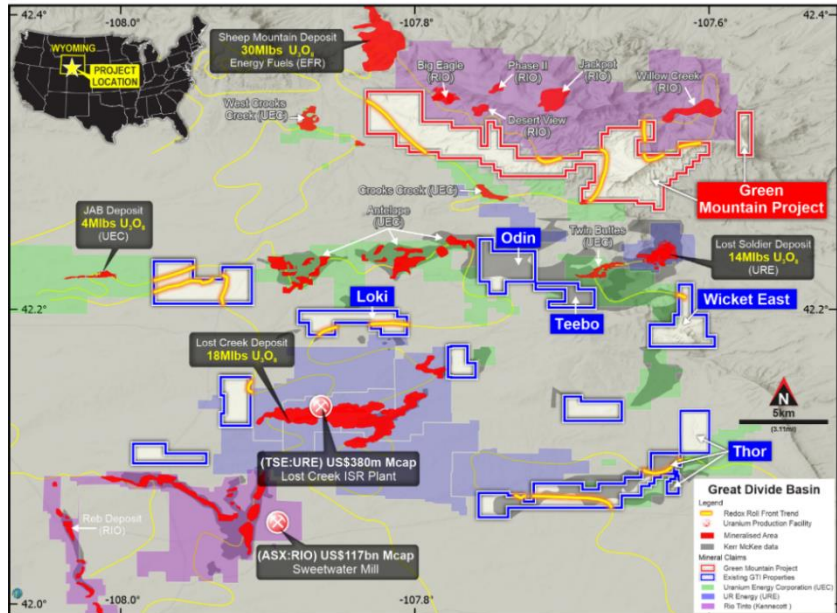 42.4°
-108.0°
-107.8°
-107.6°
42.4°
WYOMING
PROJECT
LOCATION
Sheep Mountain Deposit
30Mlbs U₃O₈
Energy Fuels (EFR)
Big Eagle
(RIO)
Phase II
(RIO)
Jackpot
(RIO)
Willow Creek
(RIO)
Desert View
(RIO)
West Crooks
Creek (UEC)
Crooks Creek (UEC)
Green
Mountain Project
JAB Deposit
4Mlbs U₃O₈
(UEC)
Antelope
(UEC)
Odin
Twin Buttes
(UEC)
Lost Soldier Deposit
14Mlbs U₃O₈
(URE)
42.2°
Loki
Teebo
Wicket East
42.2°
Lost Creek Deposit
18Mlbs U₃O₈
N
5km
(3.11mi)
(TSE:URE) US$380m Mcap
Lost Creek ISR Plant
Thor
Reb Deposit
(RIO)
(ASX:RIO) US$117bn Mcap
Sweetwater Mill
Great Divide Basin
Legend
Redox Roll Front Trend
Uranium Production Facility
Mineralised Area
Kerr McKee data
Mineral Claims
Green Mountain Project
Existing GTI Properties
Uranium Energy Corporation (UEC)
UR Energy (URE)
Rio Tinto (Kennecott )
42.0°
-108.0°
-107.8°